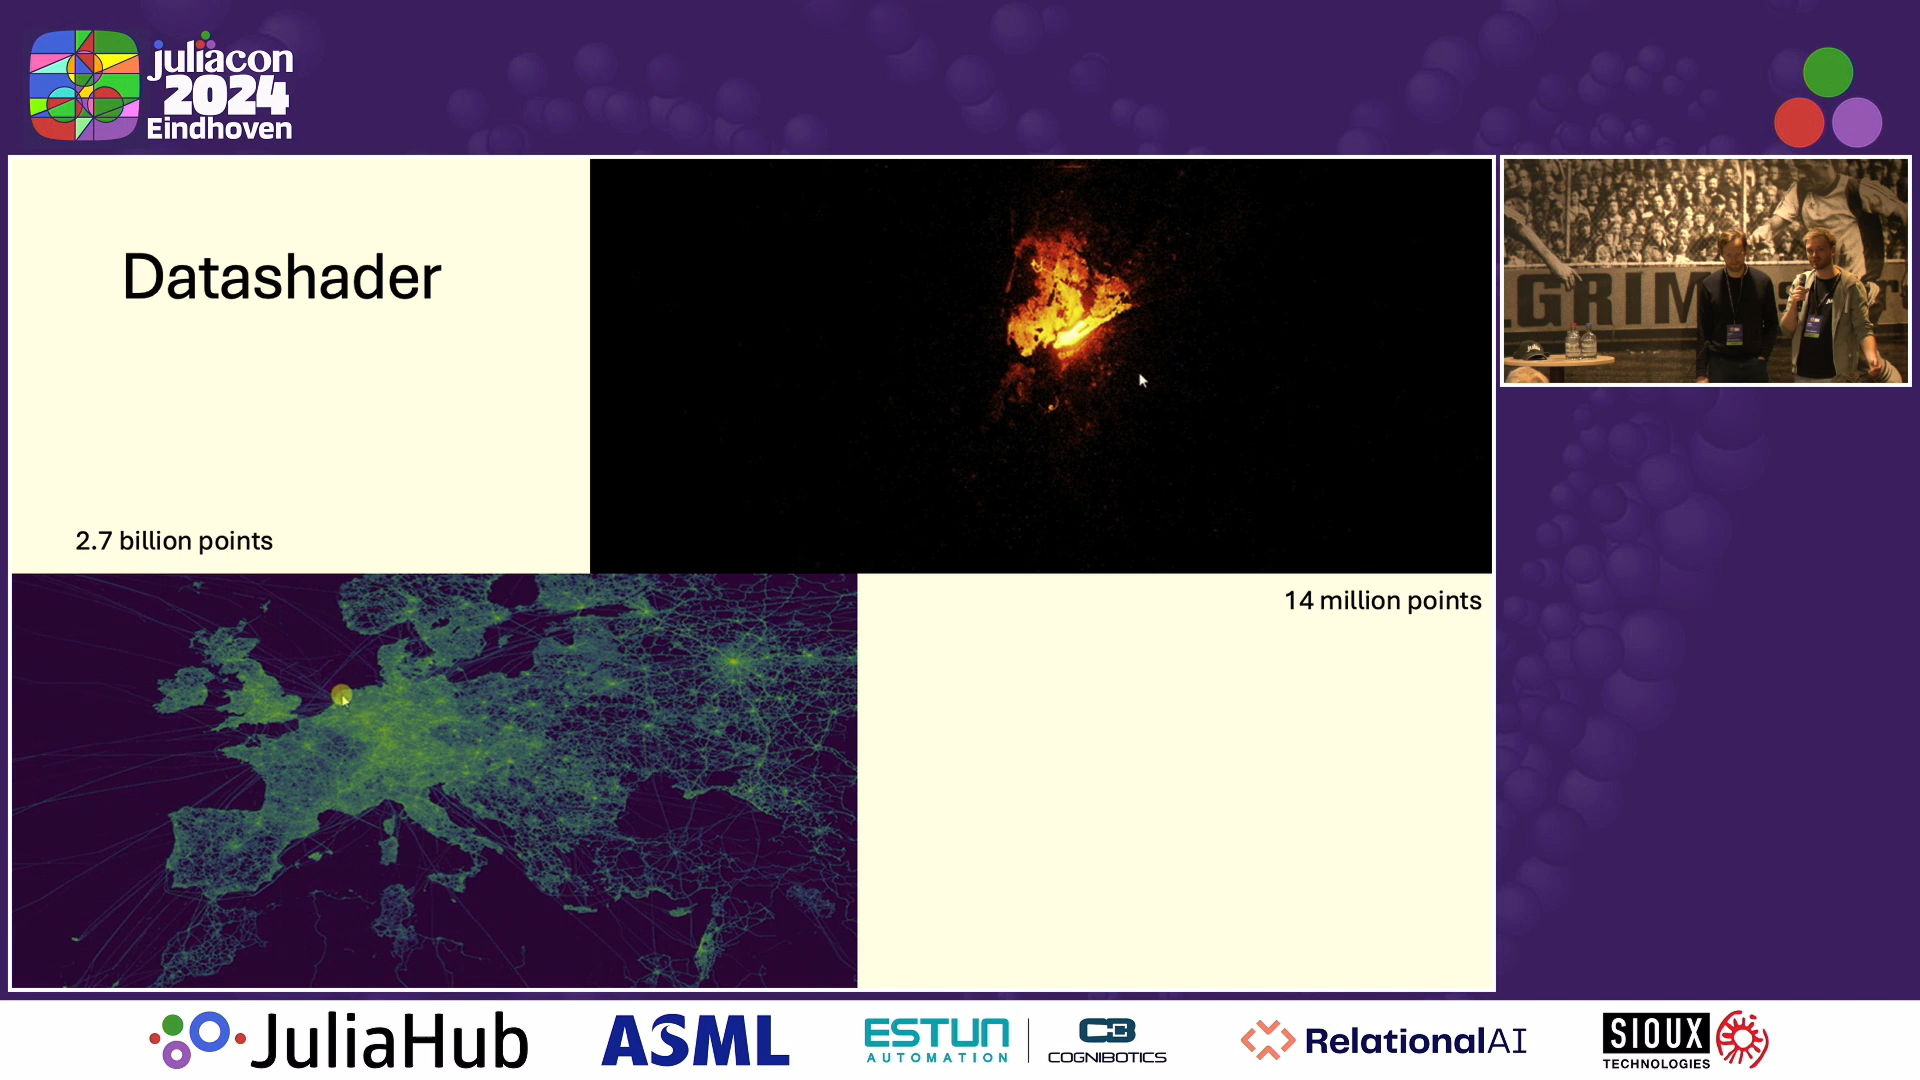 juliacon
2024
Eindhoven
Datashader
2.7 billion points
14 million points
GRIM
JuliaHub
ASML
ESTUN
AUTOMATION
COGNIBOTICS
RelationalAI
SIOUX
TECHNOLOGIES